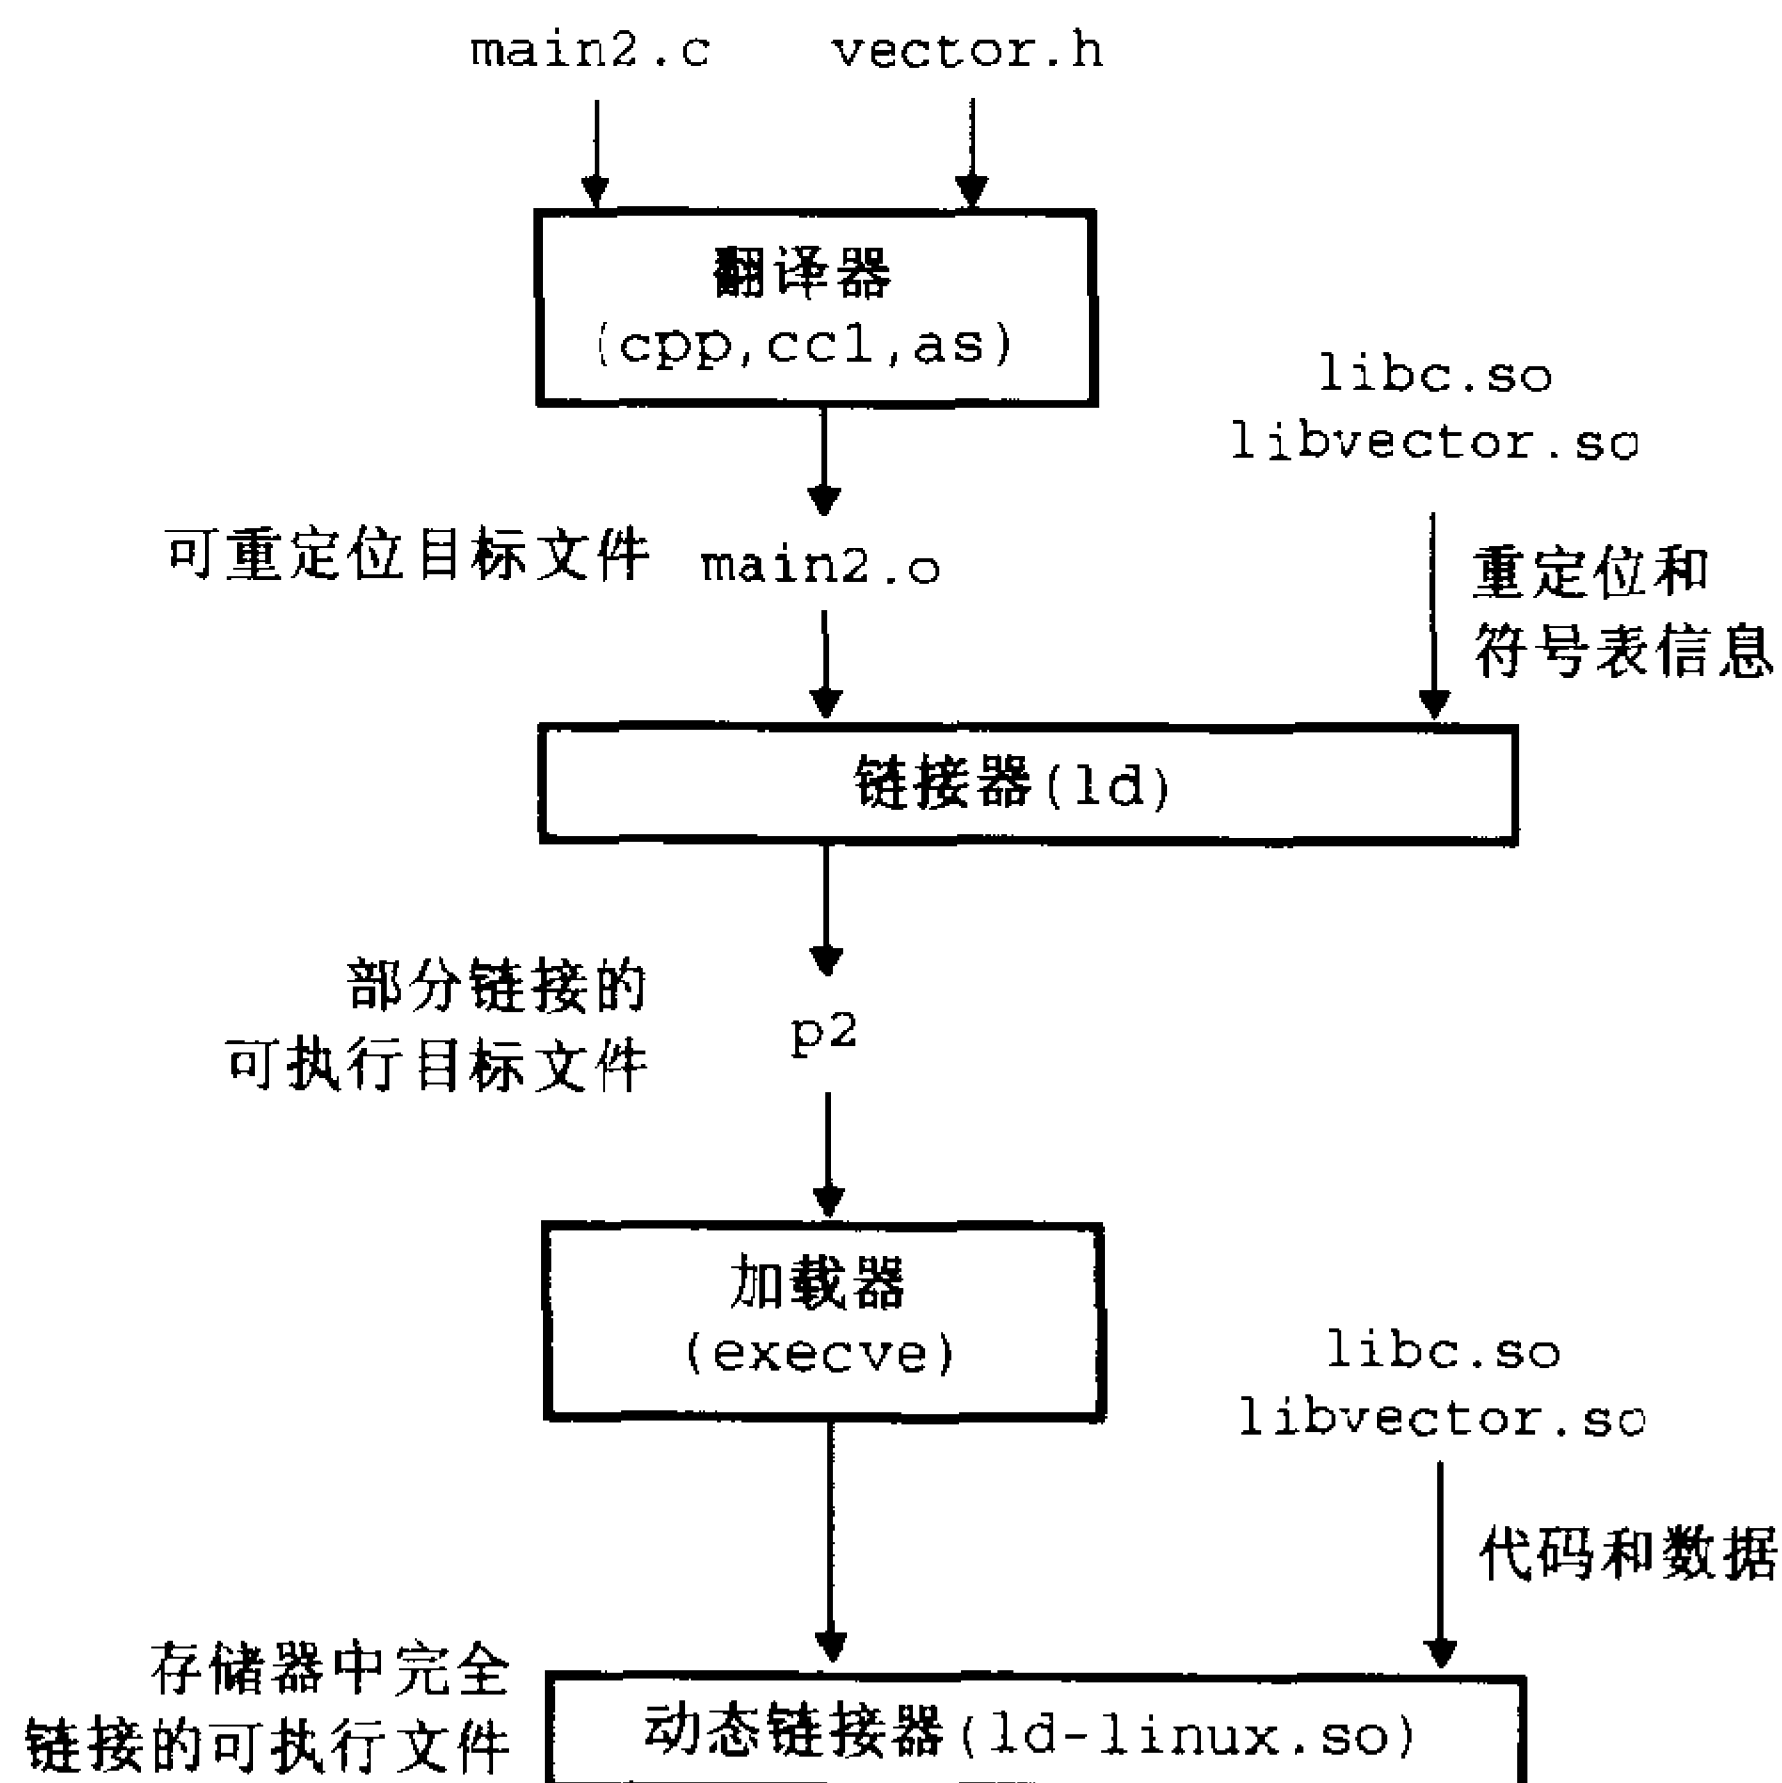 main2.c vector.h
翻译器
(cpp,cc1,as)
libc.so
libvector.so
可重定位目标文件 main2.o
重定位和
符号表信息
链接器(ld)
部分链接的
可执行目标文件
p2
加载器
(execve)
libc.so
libvector.so
代码和数据
存储器中完全
链接的可执行文件
动态链接器(ld-linux.so)